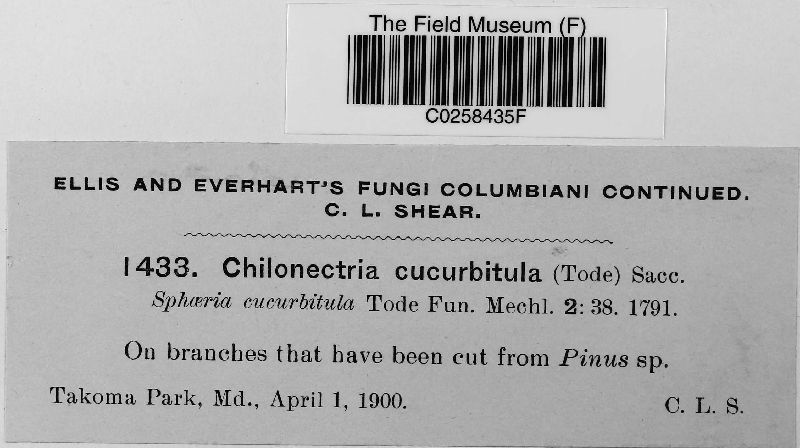 The Field Museum (F)
C0258435F
ELLIS AND EVERHART'S FUNGI COLUMBIANI CONTINUED.
C. L. SHEAR.
1433. Chilonectria cucurbitula (Tode) Sacc.
Sphæria cucurbitula Tode Fun. Mechl. 2: 38. 1791.
On branches that have been cut from Pinus sp.
Takoma Park, Md., April 1, 1900. C. L. S.